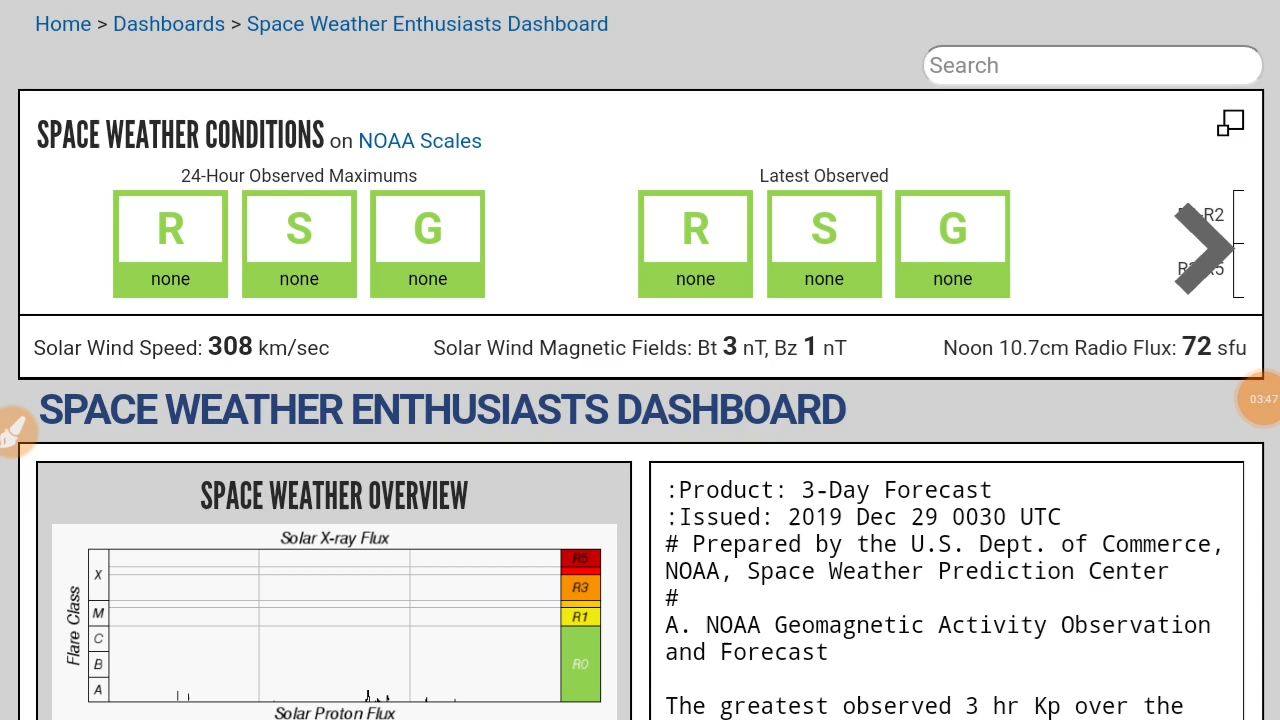 Home > Dashboards > Space Weather Enthusiasts Dashboard
Search
SPACE WEATHER CONDITIONS on NOAA Scales
24-Hour Observed Maximums
R S G
none none none
Latest Observed
R S G
none none none
Solar Wind Speed: 308 km/sec
Solar Wind Magnetic Fields: Bt 3 nT, Bz 1 nT
Noon 10.7cm Radio Flux: 72 sfu
03:47
SPACE WEATHER ENTHUSIASTS DASHBOARD
SPACE WEATHER OVERVIEW
Solar X-ray Flux
Flare Class
X
M
C
B
A
R5
R3
R1
R0
Solar Proton Flux
:Product: 3-Day Forecast
:Issued: 2019 Dec 29 0030 UTC
# Prepared by the U.S. Dept. of Commerce,
NOAA, Space Weather Prediction Center
#
A. NOAA Geomagnetic Activity Observation
and Forecast
The greatest observed 3 hr Kp over the